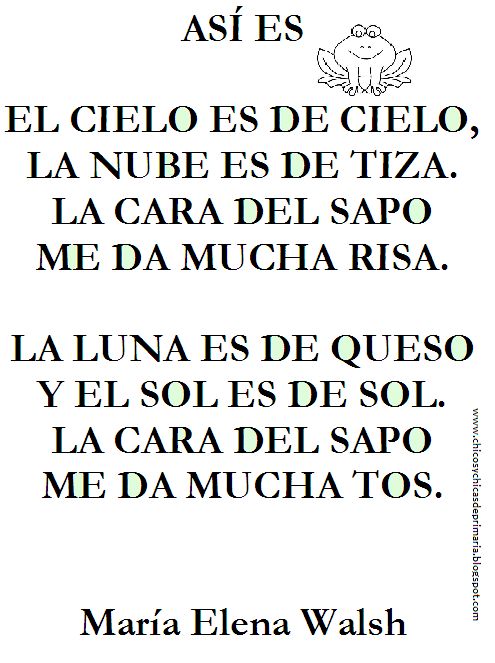 ASÍ ES
EL CIELO ES DE CIELO,
LA NUBE ES DE TIZA.
LA CARA DEL SAPO
ME DA MUCHA RISA.
LA LUNA ES DE QUESO
Y EL SOL ES DE SOL.
LA CARA DEL SAPO
ME DA MUCHA TOS.
María Elena Walsh
www.chicosychicasdeprimaria.blogspot.com